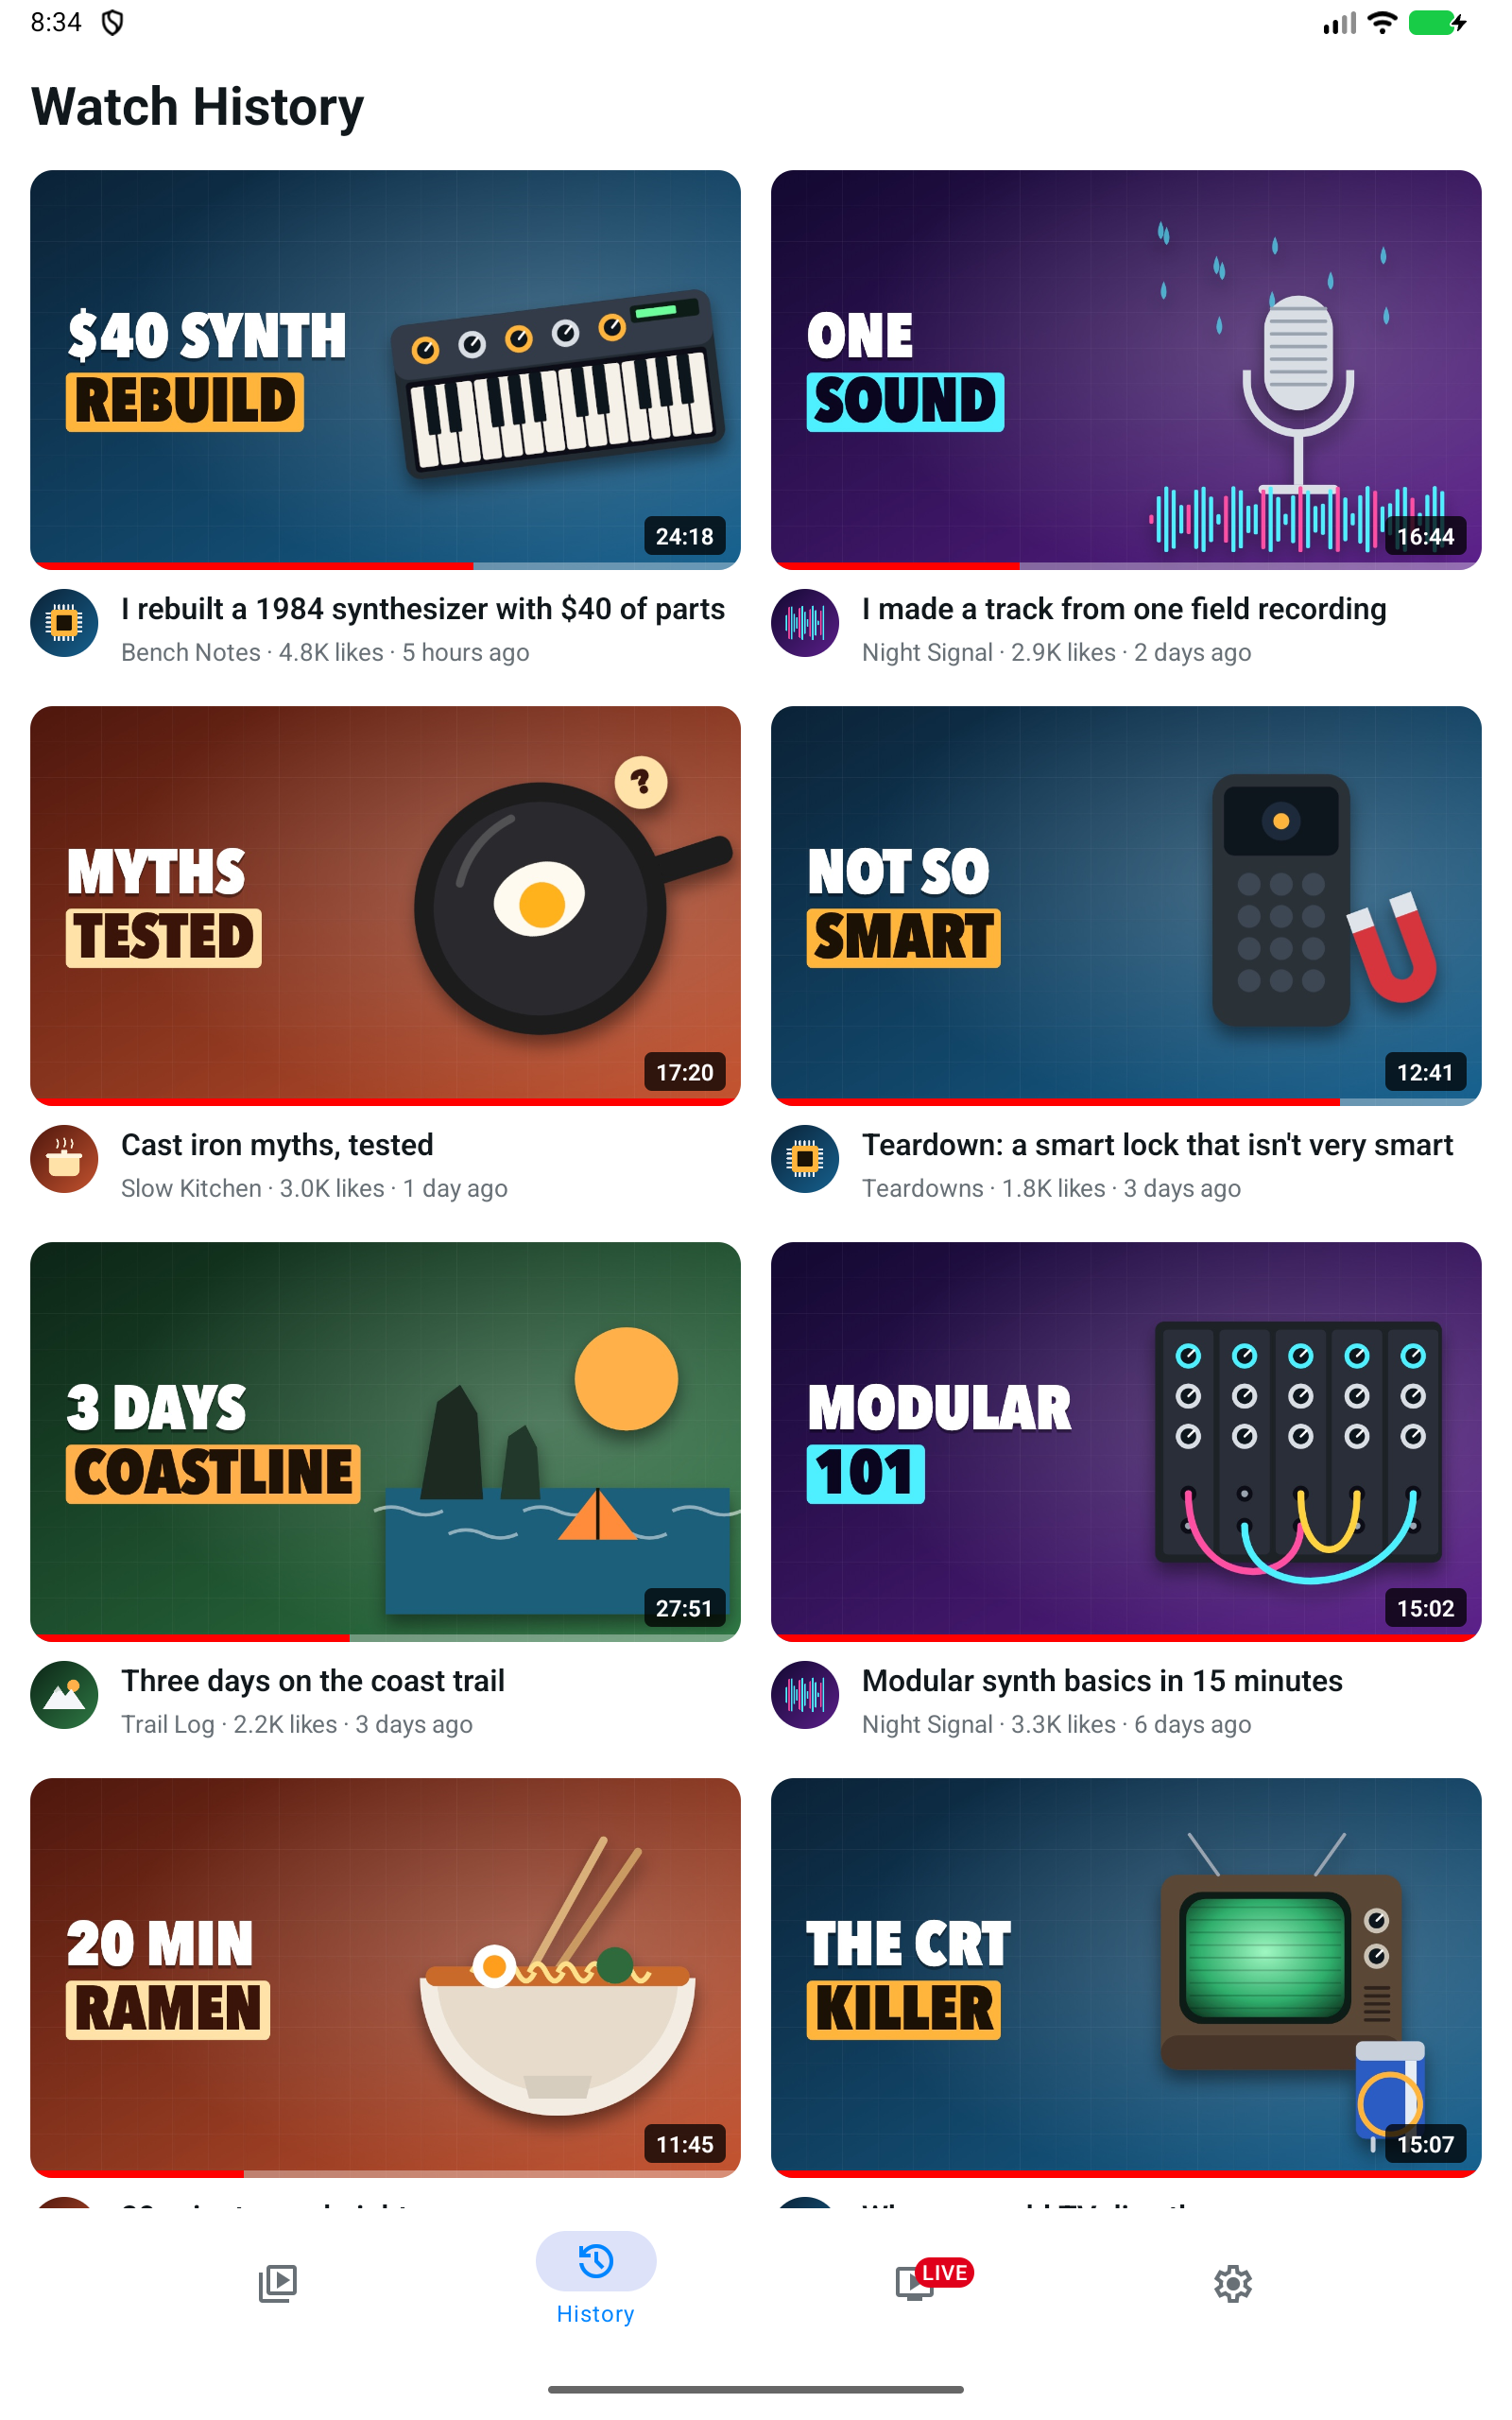 8:34
Watch History
$40 SYNTH
REBUILD
24:18
I rebuilt a 1984 synthesizer with $40 of parts
Bench Notes · 4.8K likes · 5 hours ago
ONE
SOUND
16:44
I made a track from one field recording
Night Signal · 2.9K likes · 2 days ago
?
MYTHS
TESTED
17:20
Cast iron myths, tested
Slow Kitchen · 3.0K likes · 1 day ago
NOT SO
SMART
12:41
Teardown: a smart lock that isn't very smart
Teardowns · 1.8K likes · 3 days ago
3 DAYS
COASTLINE
27:51
Three days on the coast trail
Trail Log · 2.2K likes · 3 days ago
MODULAR
101
15:02
Modular synth basics in 15 minutes
Night Signal · 3.3K likes · 6 days ago
20 MIN
RAMEN
11:45
THE CRT
KILLER
15:07
LIVE
History